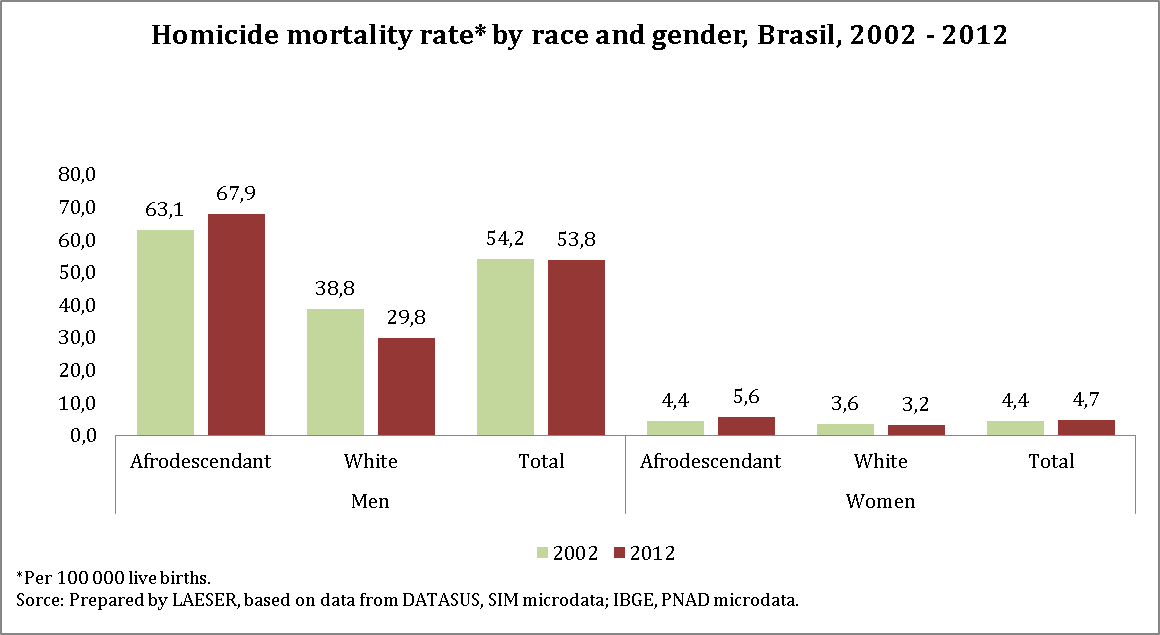 Homicide mortality rate* by race and gender, Brasil, 2002 - 2012
80,0
70,0
60,0
50,0
40,0
30,0
20,0
10,0
0,0
63,1
67,9
38,8
29,8
54,2
53,8
4,4
5,6
3,6
3,2
4,4
4,7
Afrodescendant
White
Total
Afrodescendant
White
Total
Men
Women
2002
2012
*Per 100 000 live births.
Sorce: Prepared by LAESER, based on data from DATASUS, SIM microdata; IBGE, PNAD microdata.